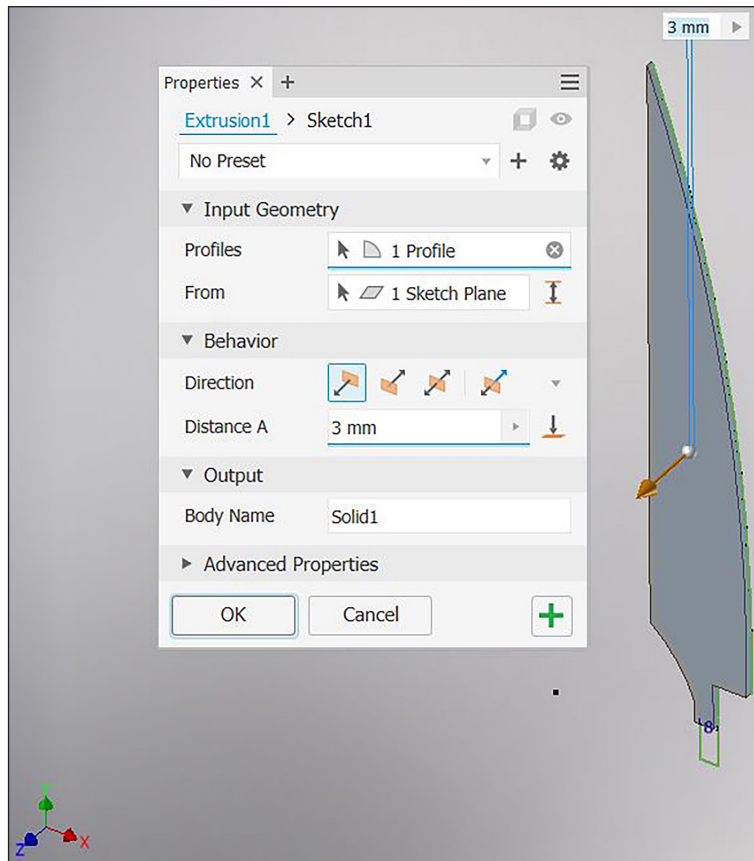 3 mm
Properties
Extrusion1 > Sketch1
No Preset
Input Geometry
Profiles 1 Profile
From 1 Sketch Plane
Behavior
Direction
Distance A 3 mm
Output
Body Name Solid1
Advanced Properties
OK Cancel
8
Y
Z X